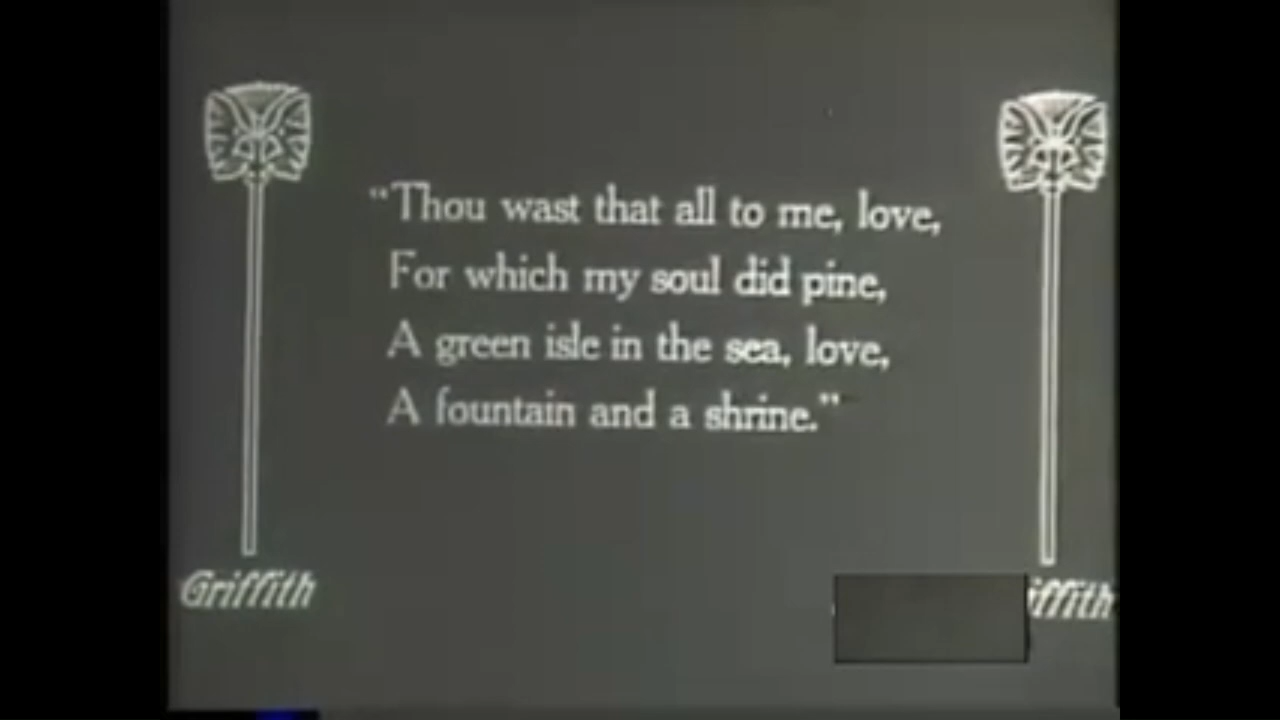 “Thou wast that all to me, love,
For which my soul did pine,
A green isle in the sea, love,
A fountain and a shrine.”
Griffith
iffith